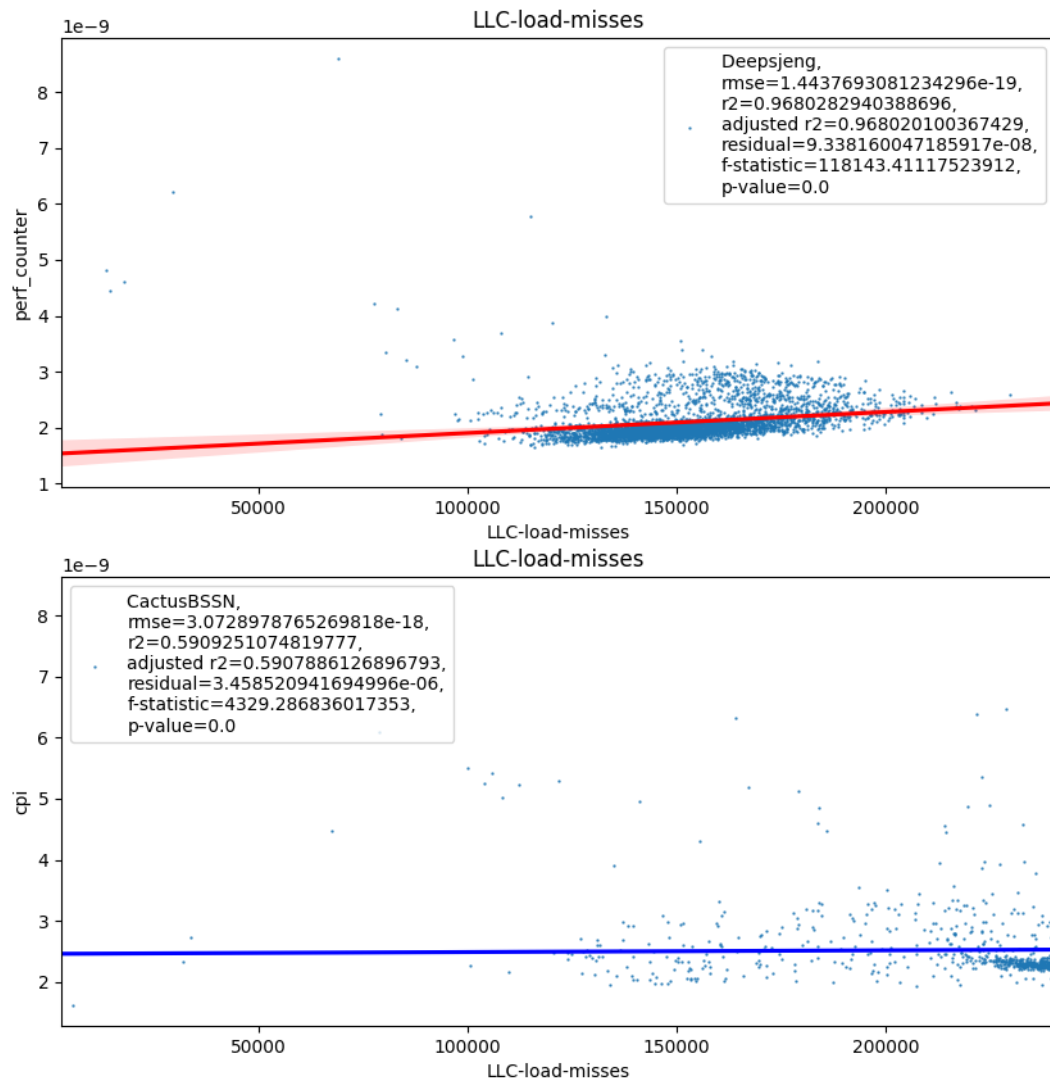 LLC-load-misses
1e−9
Deepsjeng,
rmse=1.4437693081234296e-19,
r2=0.9680282940388696,
adjusted r2=0.968020100367429,
residual=9.338160047185917e-08,
f-statistic=118143.41117523912,
p-value=0.0
8
7
6
5
4
3
2
1
perf_counter
50000 100000 150000 200000
LLC-load-misses
LLC-load-misses
1e−9
CactusBSSN,
rmse=3.0728978765269818e-18,
r2=0.5909251074819777,
adjusted r2=0.5907886126896793,
residual=3.458520941694996e-06,
f-statistic=4329.286836017353,
p-value=0.0
8
7
6
5
4
3
2
cpi
50000 100000 150000 200000
LLC-load-misses